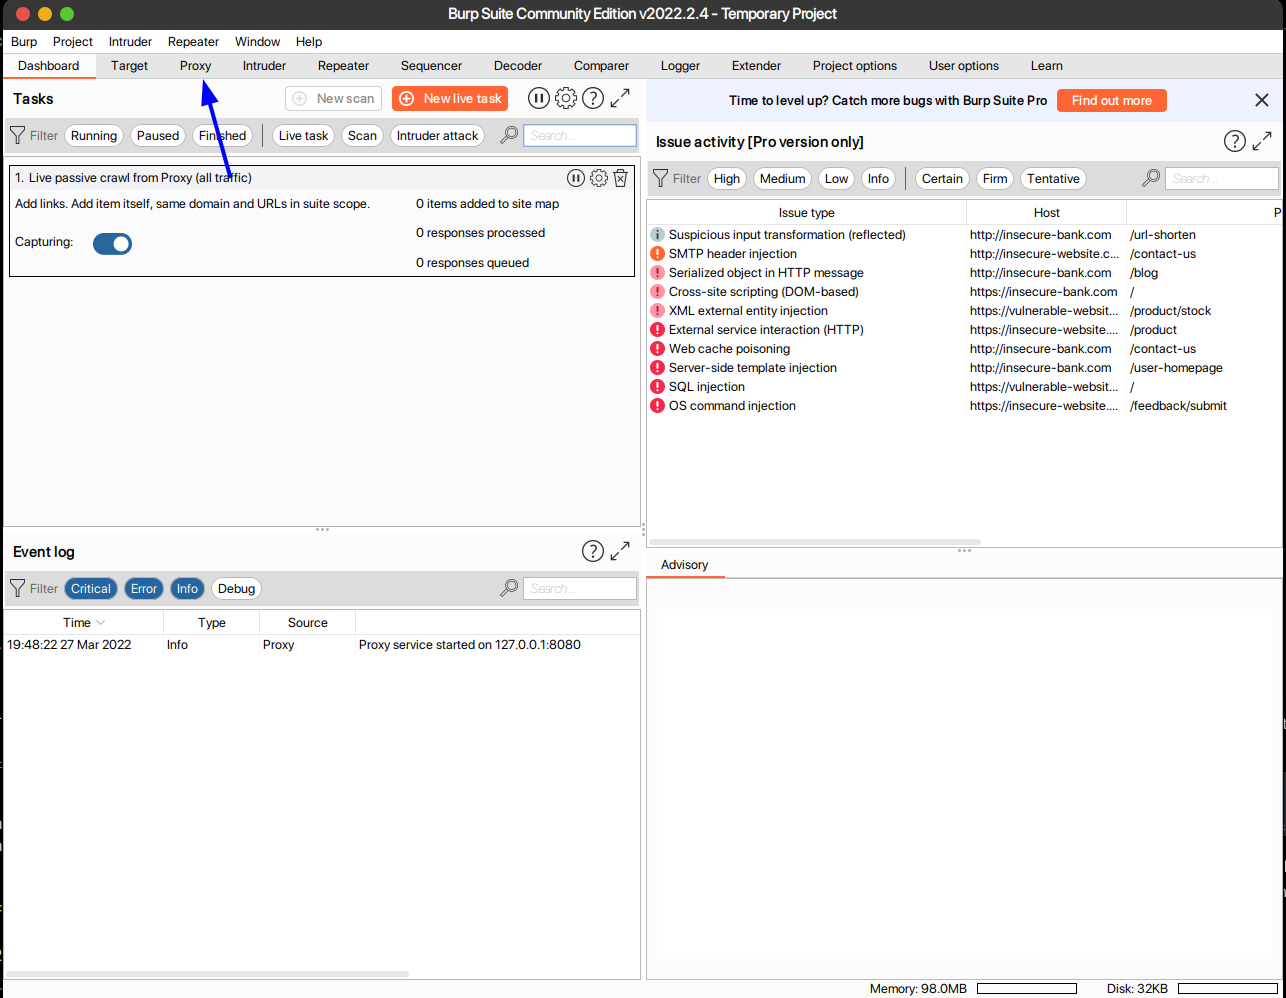 Burp Suite Community Edition v2022.2.4 - Temporary Project
Burp Project Intruder Repeater Window Help
Dashboard Target Proxy Intruder Repeater Sequencer Decoder Comparer Logger Extender Project options User options Learn
Tasks New scan New live task
Filter Running Paused Finished Live task Scan Intruder attack Search...
1. Live passive crawl from Proxy (all traffic)
Add links. Add item itself, same domain and URLs in suite scope. 0 items added to site map
0 responses processed
Capturing:
0 responses queued
Time to level up? Catch more bugs with Burp Suite Pro Find out more
Issue activity [Pro version only]
Filter High Medium Low Info Certain Firm Tentative Search...
Issue type Host P
Suspicious input transformation (reflected) http://insecure-bank.com /url-shorten
SMTP header injection http://insecure-website.c... /contact-us
Serialized object in HTTP message http://insecure-bank.com /blog
Cross-site scripting (DOM-based) https://insecure-bank.com /
XML external entity injection https://vulnerable-websit... /product/stock
External service interaction (HTTP) https://insecure-website.... /product
Web cache poisoning http://insecure-bank.com /contact-us
Server-side template injection http://insecure-bank.com /user-homepage
SQL injection https://vulnerable-websit... /
OS command injection https://insecure-website.... /feedback/submit
Event log
Filter Critical Error Info Debug Search...
Time Type Source
19:48:22 27 Mar 2022 Info Proxy Proxy service started on 127.0.0.1:8080
Advisory
Memory: 98.0MB Disk: 32KB